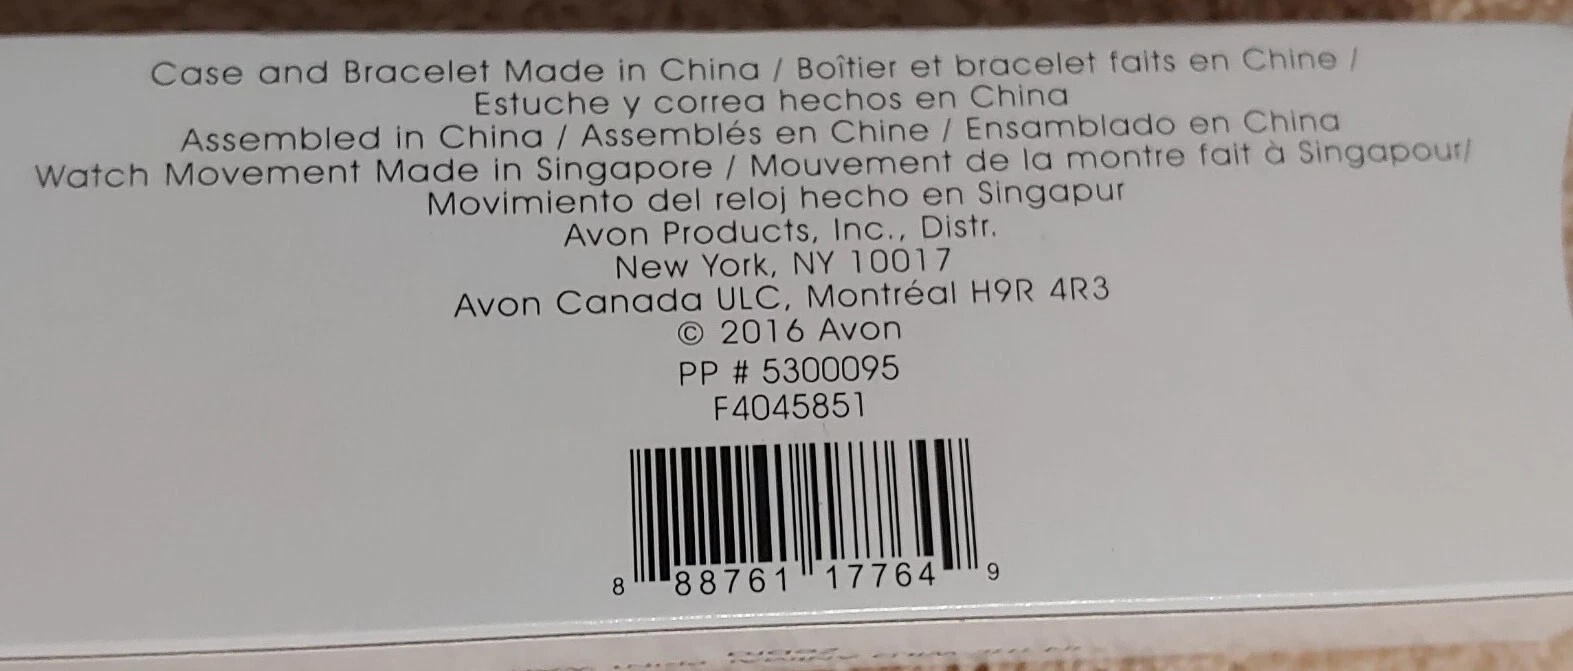 Case and Bracelet Made in China / Boîtier et bracelet faits en Chine /
Estuche y correa hechos en China
Assembled in China / Assemblés en Chine / Ensamblado en China
Watch Movement Made in Singapore / Mouvement de la montre fait à Singapour/
Movimiento del reloj hecho en Singapur
Avon Products, Inc., Distr.
New York, NY 10017
Avon Canada ULC, Montréal H9R 4R3
© 2016 Avon
PP # 5300095
F4045851
8 88761 17764 9